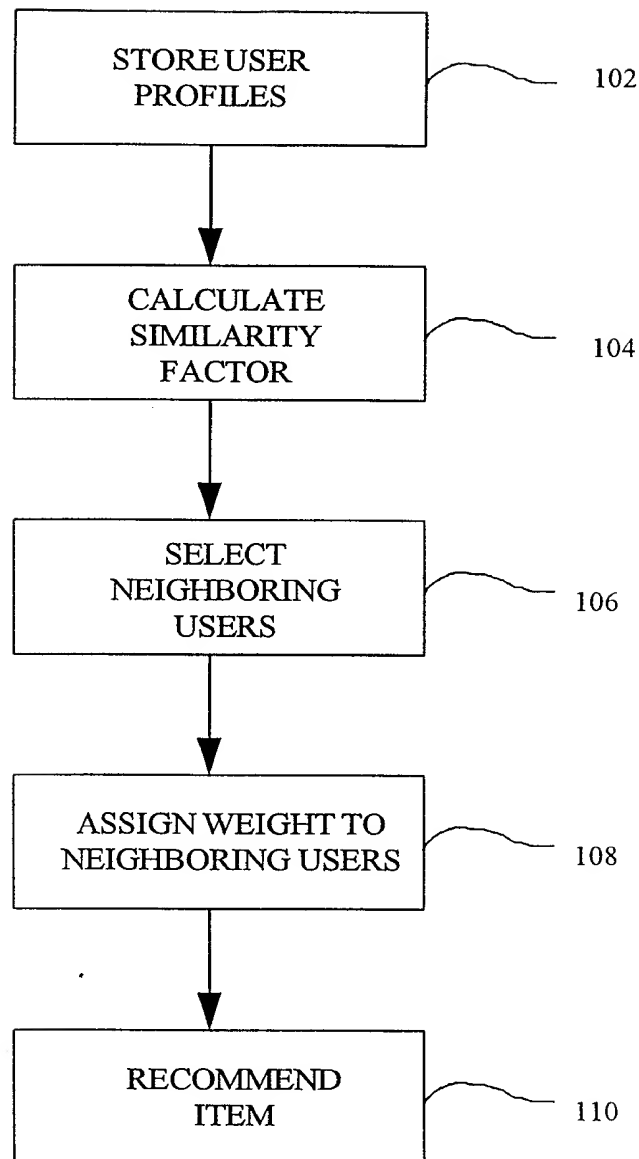 STORE USER
PROFILES
102
CALCULATE
SIMILARITY
FACTOR
104
SELECT
NEIGHBORING
USERS
106
ASSIGN WEIGHT TO
NEIGHBORING USERS
108
RECOMMEND
ITEM
110